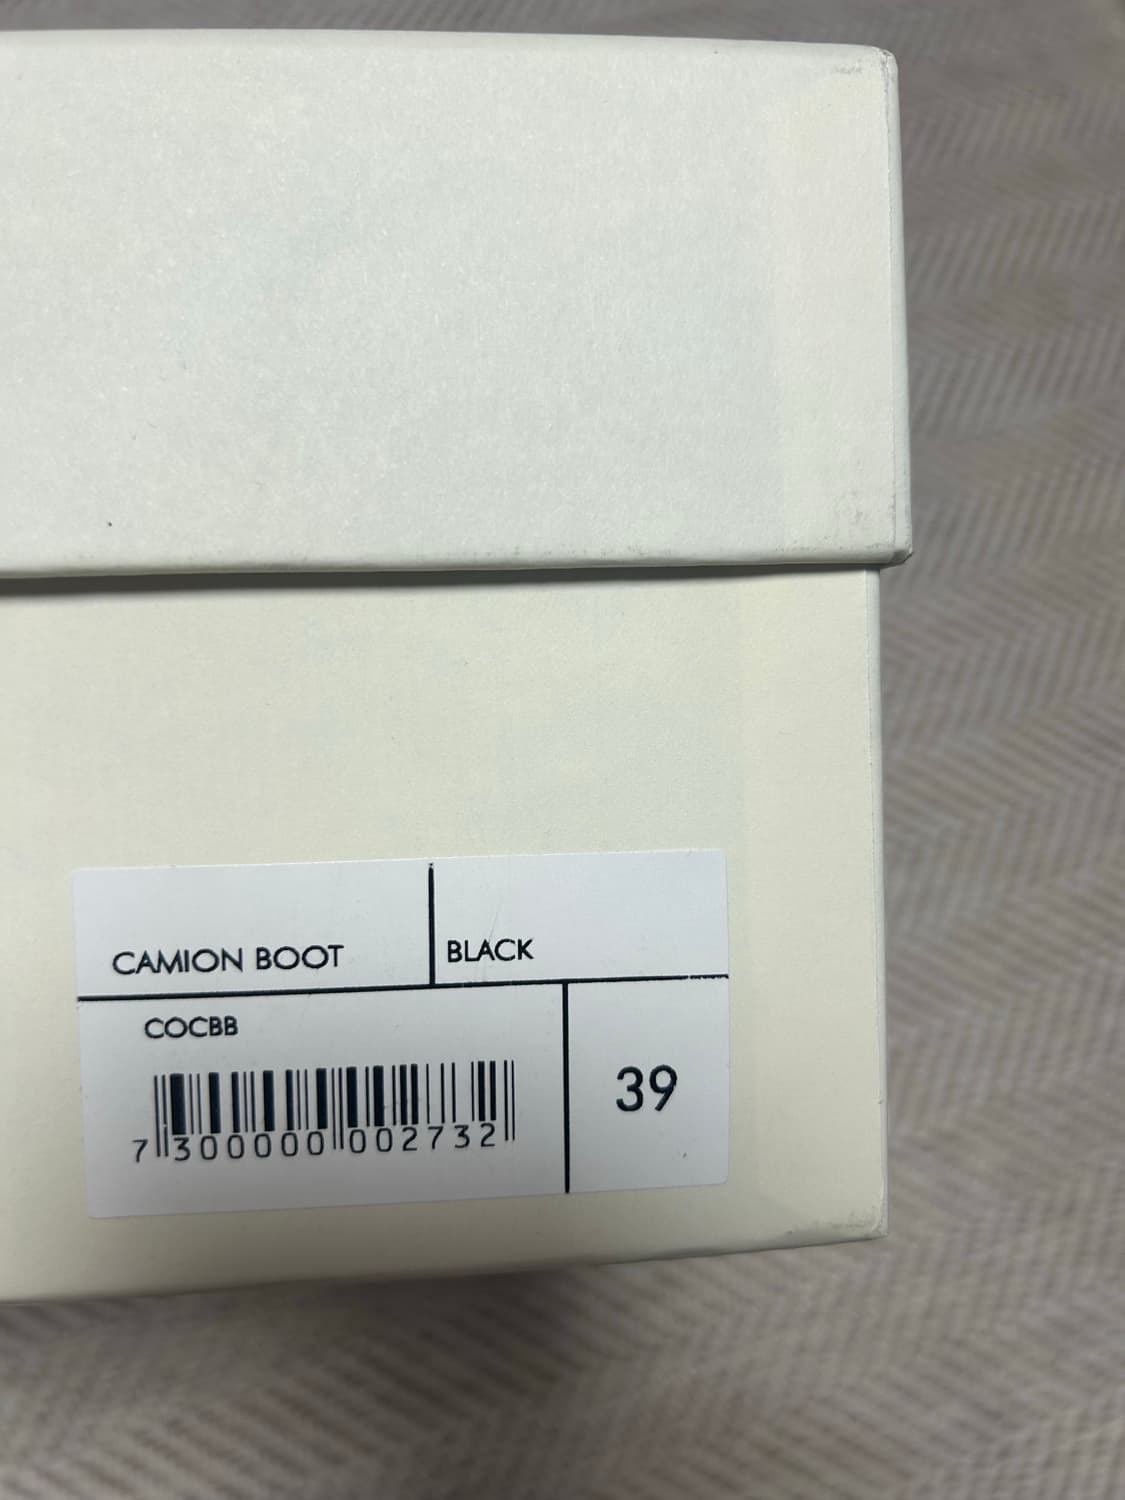 CAMION BOOT
BLACK
COCBB
7 300000 002732
39